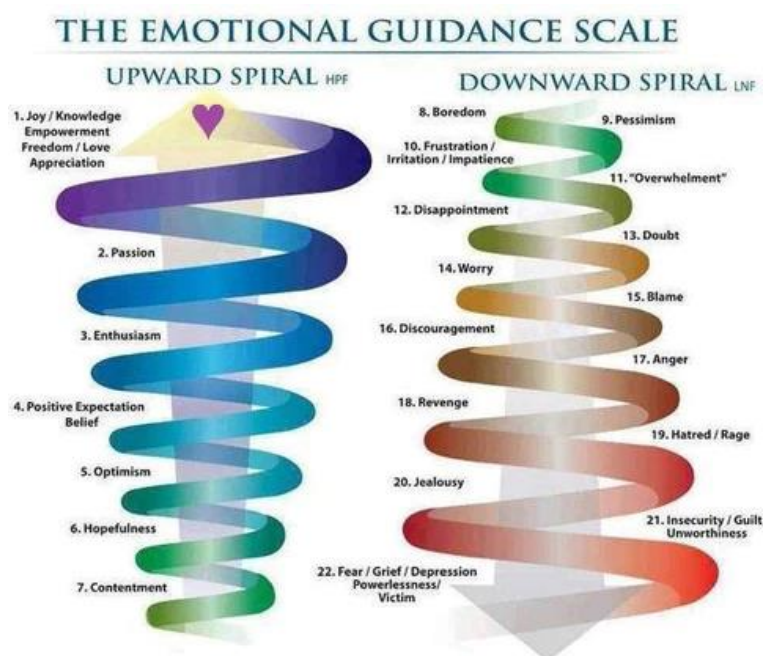 THE EMOTIONAL GUIDANCE SCALE
UPWARD SPIRAL HPF
1. Joy / Knowledge
Empowerment
Freedom / Love
Appreciation
2. Passion
3. Enthusiasm
4. Positive Expectation
Belief
5. Optimism
6. Hopefulness
7. Contentment
DOWNWARD SPIRAL LNF
8. Boredom
9. Pessimism
10. Frustration /
Irritation / Impatience
11. "Overwhelment"
12. Disappointment
13. Doubt
14. Worry
15. Blame
16. Discouragement
17. Anger
18. Revenge
19. Hatred / Rage
20. Jealousy
21. Insecurity / Guilt
Unworthiness
22. Fear / Grief / Depression
Powerlessness/
Victim